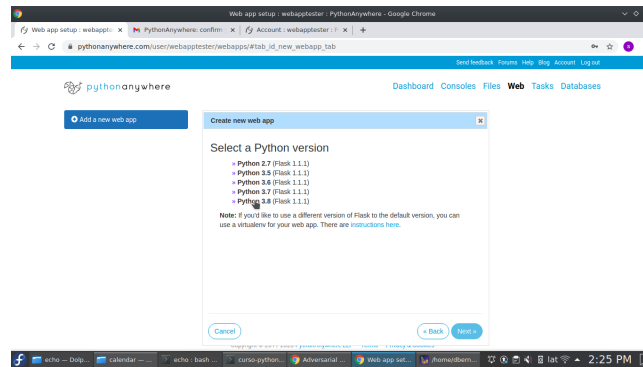 Web app setup : webapptester : PythonAnywhere - Google Chrome
Web app setup : webappte
PythonAnywhere: confirm
Account : webapptester : P
pythonanywhere.com/user/webapptester/webapps/#tab_id_new_webapp_tab
Send feedback Forums Help Blog Account Log out
pythonanywhere
Dashboard Consoles Files Web Tasks Databases
Add a new web app
Create new web app
Select a Python version
» Python 2.7 (Flask 1.1.1)
» Python 3.5 (Flask 1.1.1)
» Python 3.6 (Flask 1.1.1)
» Python 3.7 (Flask 1.1.1)
» Python 3.8 (Flask 1.1.1)
Note: If you'd like to use a different version of Flask to the default version, you can
use a virtualenv for your web app. There are instructions here.
Cancel
« Back
Next »
echo — Dolp...
calendar — ...
echo : bash ...
curso-python...
Adversarial ...
Web app set...
/home/dbem...
lat
2:25 PM